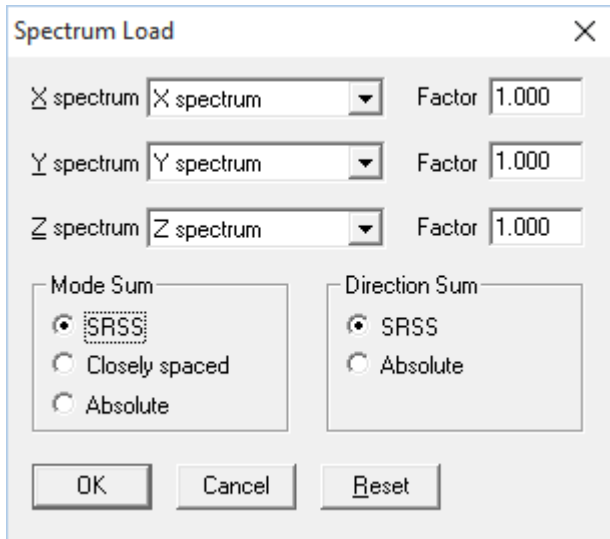 Spectrum Load
X spectrum X spectrum Factor 1.000
Y spectrum Y spectrum Factor 1.000
Z spectrum Z spectrum Factor 1.000
Mode Sum Direction Sum
SRSS SRSS
Closely spaced Absolute
Absolute
OK Cancel Reset